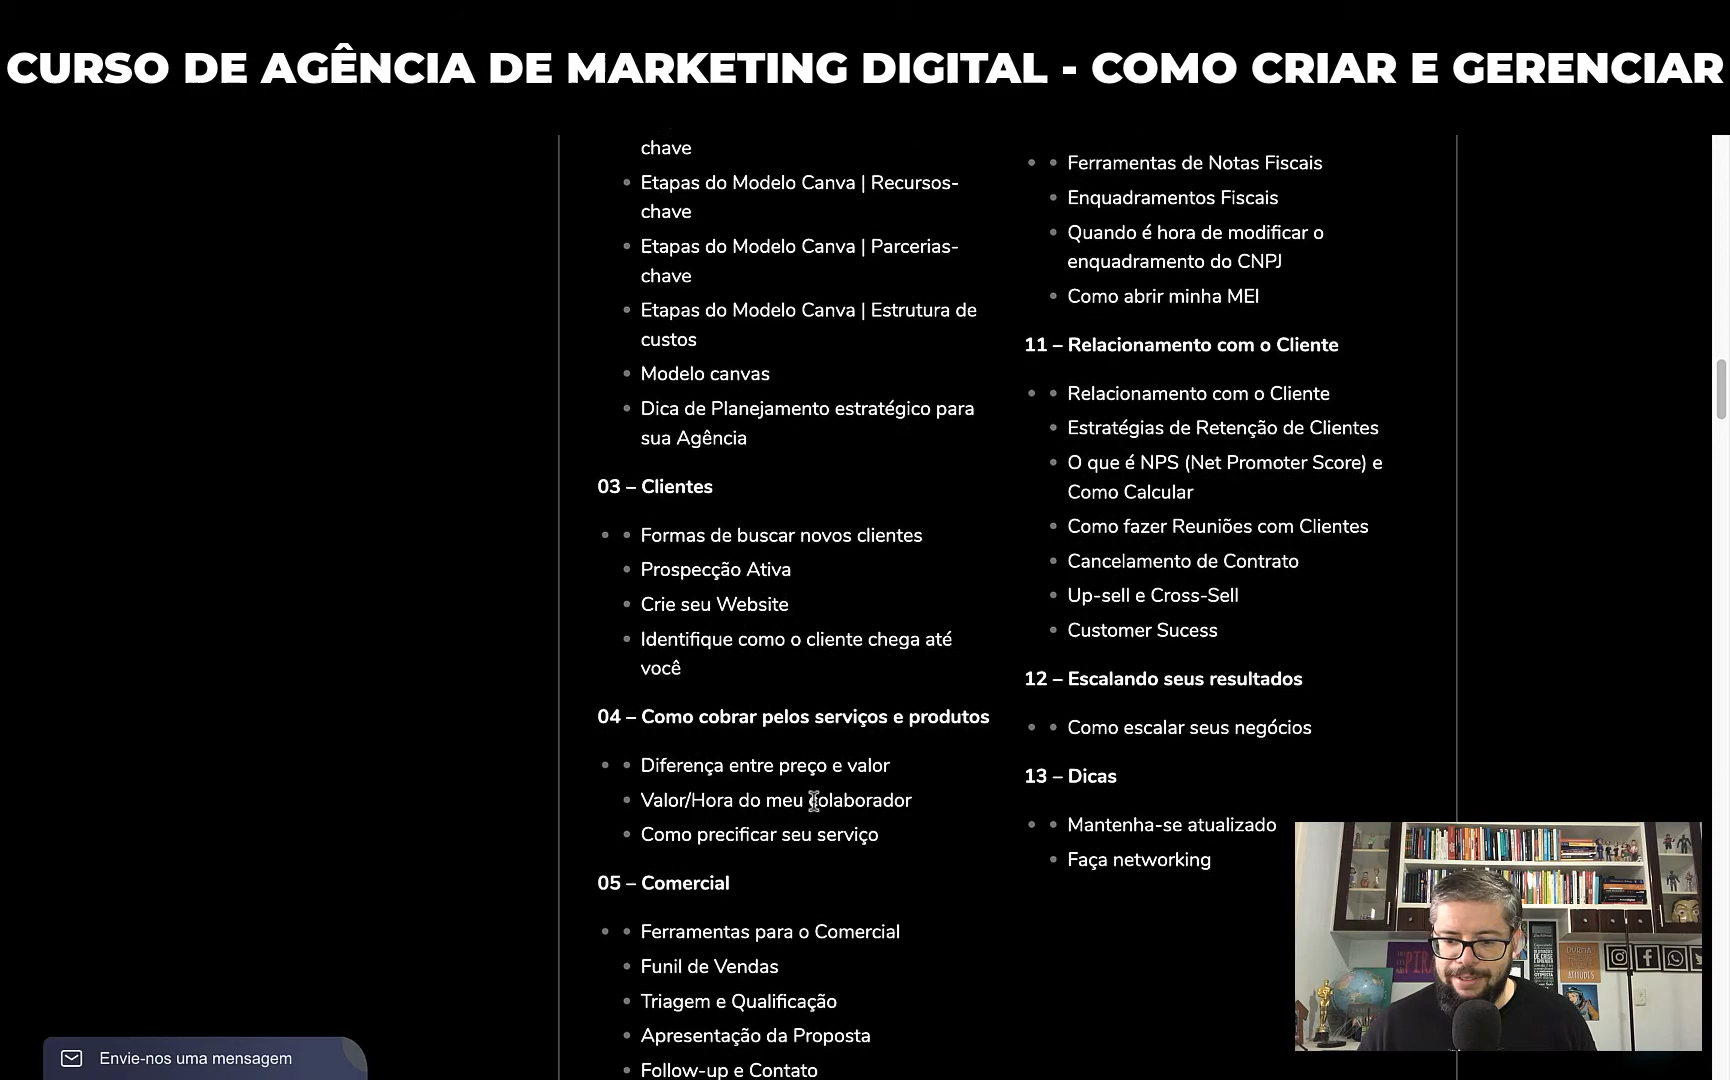 CURSO DE AGÊNCIA DE MARKETING DIGITAL - COMO CRIAR E GERENCIAR
chave
Etapas do Modelo Canva | Recursos-
chave
Etapas do Modelo Canva | Parcerias-
chave
Etapas do Modelo Canva | Estrutura de
custos
Modelo canvas
Dica de Planejamento estratégico para
sua Agência
03 – Clientes
Formas de buscar novos clientes
Prospecção Ativa
Crie seu Website
Identifique como o cliente chega até
você
04 – Como cobrar pelos serviços e produtos
Diferença entre preço e valor
Valor/Hora do meu colaborador
Como precificar seu serviço
05 – Comercial
Ferramentas para o Comercial
Funil de Vendas
Triagem e Qualificação
Apresentação da Proposta
Follow-up e Contato
Ferramentas de Notas Fiscais
Enquadramentos Fiscais
Quando é hora de modificar o
enquadramento do CNPJ
Como abrir minha MEI
11 – Relacionamento com o Cliente
Relacionamento com o Cliente
Estratégias de Retenção de Clientes
O que é NPS (Net Promoter Score) e
Como Calcular
Como fazer Reuniões com Clientes
Cancelamento de Contrato
Up-sell e Cross-Sell
Customer Sucess
12 – Escalando seus resultados
Como escalar seus negócios
13 – Dicas
Mantenha-se atualizado
Faça networking
Envie-nos uma mensagem